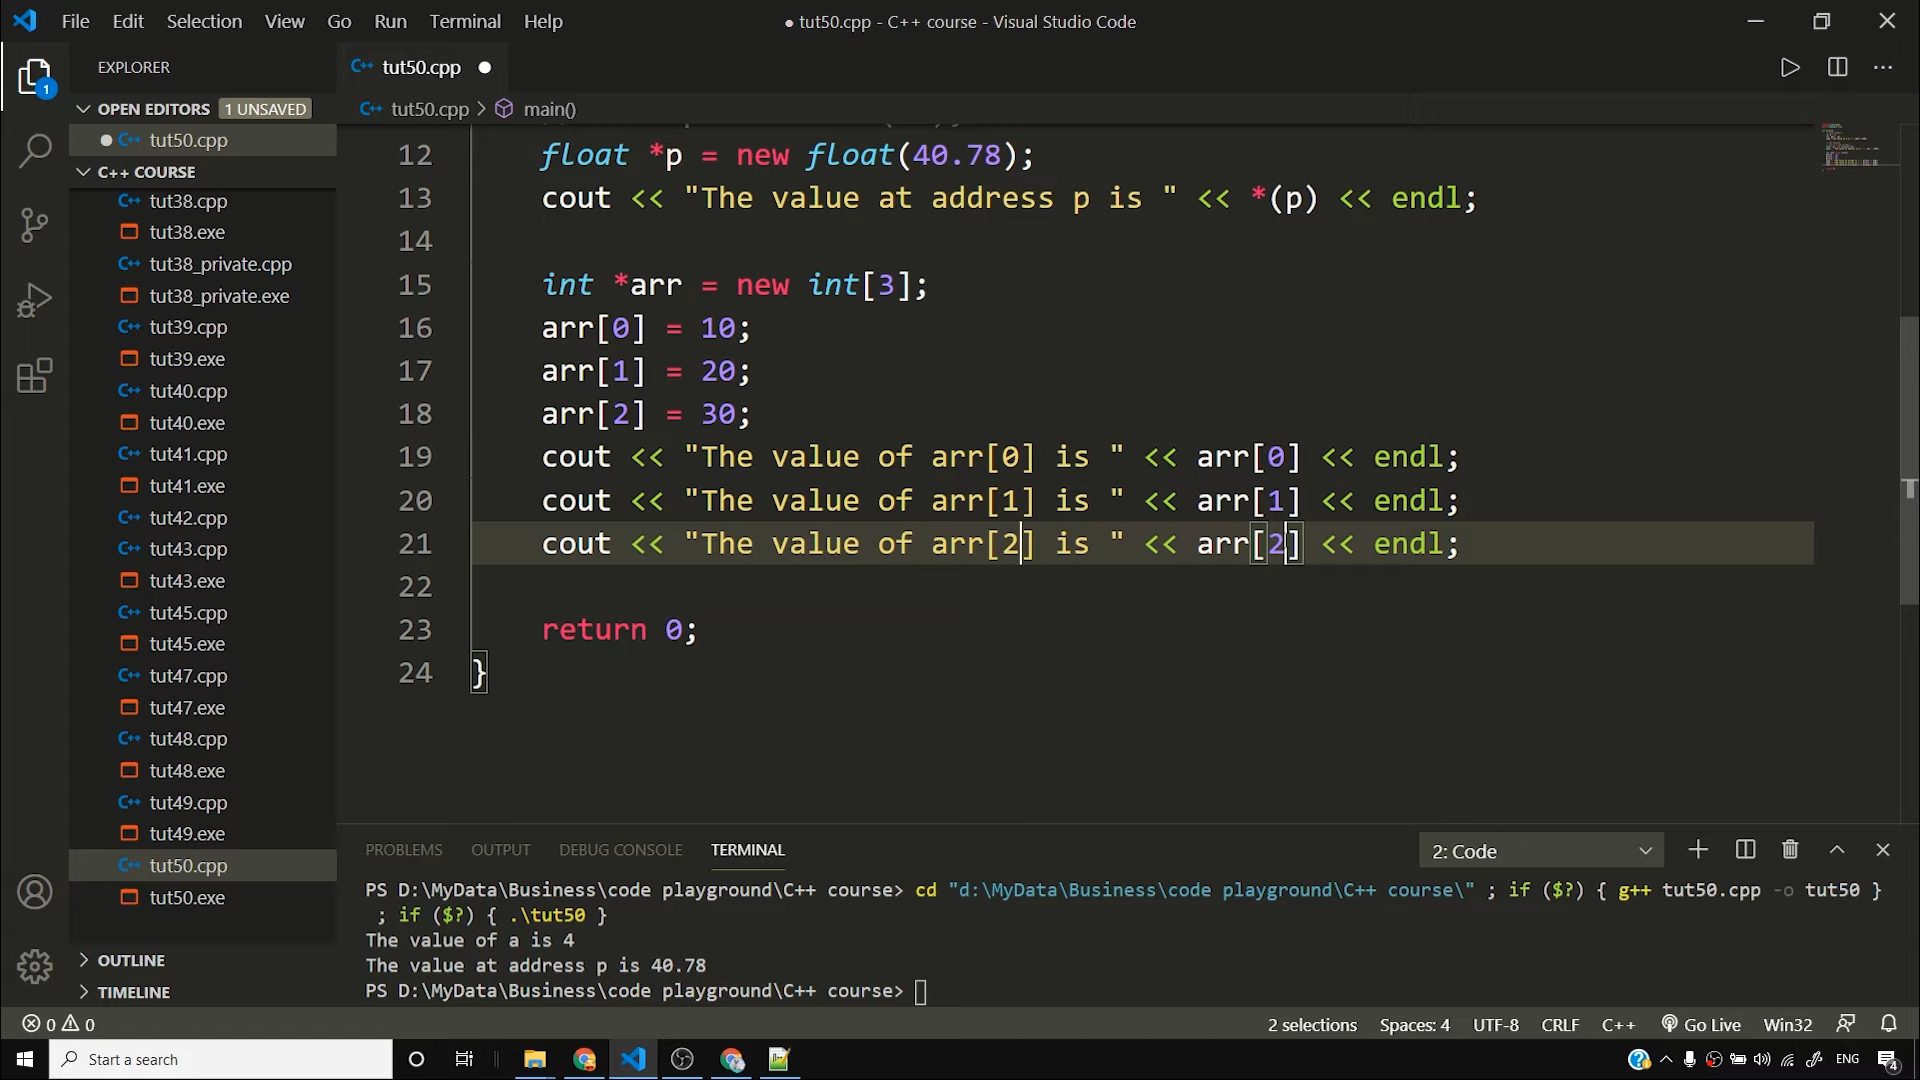 File Edit Selection View Go Run Terminal Help
● tut50.cpp - C++ course - Visual Studio Code
EXPLORER
OPEN EDITORS 1 UNSAVED
tut50.cpp
C++ COURSE
tut38.cpp
tut38.exe
tut38_private.cpp
tut38_private.exe
tut39.cpp
tut39.exe
tut40.cpp
tut40.exe
tut41.cpp
tut41.exe
tut42.cpp
tut43.cpp
tut43.exe
tut45.cpp
tut45.exe
tut47.cpp
tut47.exe
tut48.cpp
tut48.exe
tut49.cpp
tut49.exe
tut50.cpp
tut50.exe
OUTLINE
TIMELINE
1
tut50.cpp ●
tut50.cpp > main()
12 float *p = new float(40.78);
13 cout << "The value at address p is " << *(p) << endl;
14
15 int *arr = new int[3];
16 arr[0] = 10;
17 arr[1] = 20;
18 arr[2] = 30;
19 cout << "The value of arr[0] is " << arr[0] << endl;
20 cout << "The value of arr[1] is " << arr[1] << endl;
21 cout << "The value of arr[2] is " << arr[2] << endl;
22
23 return 0;
24 }
PROBLEMS OUTPUT DEBUG CONSOLE TERMINAL
2: Code
PS D:\MyData\Business\code playground\C++ course> cd "d:\MyData\Business\code playground\C++ course\" ; if ($?) { g++ tut50.cpp -o tut50 }
; if ($?) { .\tut50 }
The value of a is 4
The value at address p is 40.78
PS D:\MyData\Business\code playground\C++ course>
0 0
2 selections Spaces: 4 UTF-8 CRLF C++ Go Live Win32
Start a search
ENG
4